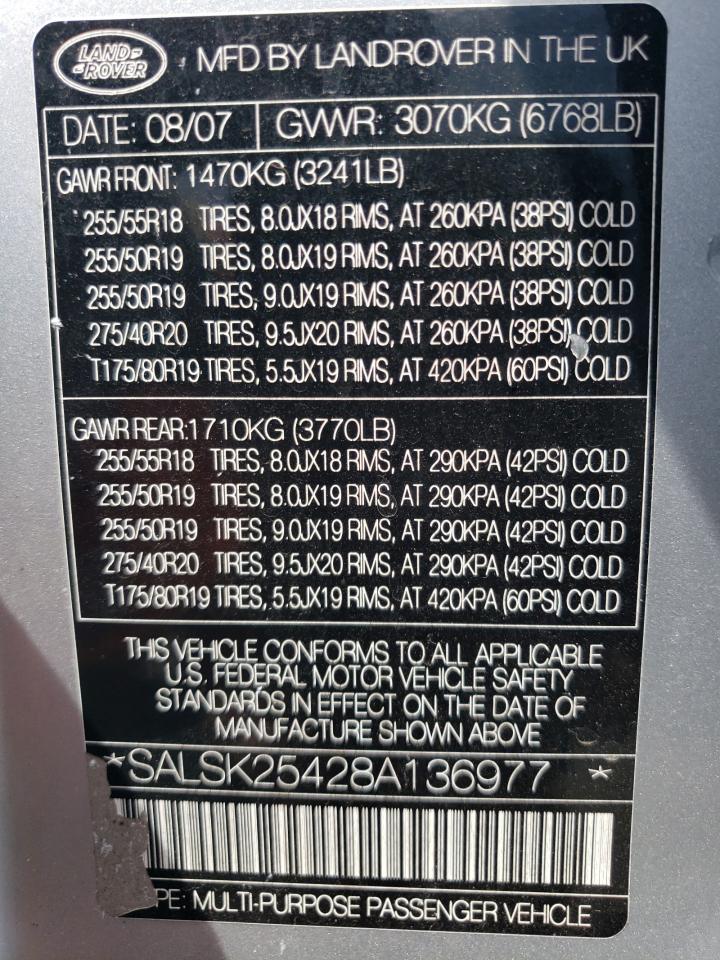 LAND-
-ROVER
MFD BY LANDROVER IN THE UK
DATE: 08/07 GVWR: 3070KG (6768LB)
GAWR FRONT: 1470KG (3241LB)
255/55R18 TIRES, 8.0JX18 RIMS, AT 260KPA (38PSI) COLD
255/50R19 TIRES, 8.0JX19 RIMS, AT 260KPA (38PSI) COLD
255/50R19 TIRES, 9.0JX19 RIMS, AT 260KPA (38PSI) COLD
275/40R20 TIRES, 9.5JX20 RIMS, AT 260KPA (38PSI) COLD
T175/80R19 TIRES, 5.5JX19 RIMS, AT 420KPA (60PSI) COLD
GAWR REAR:1710KG (3770LB)
255/55R18 TIRES, 8.0JX18 RIMS, AT 290KPA (42PSI) COLD
255/50R19 TIRES, 8.0JX19 RIMS, AT 290KPA (42PSI) COLD
255/50R19 TIRES, 9.0JX19 RIMS, AT 290KPA (42PSI) COLD
275/40R20 TIRES, 9.5JX20 RIMS, AT 290KPA (42PSI) COLD
T175/80R19 TIRES, 5.5JX19 RIMS, AT 420KPA (60PSI) COLD
THIS VEHICLE CONFORMS TO ALL APPLICABLE
U.S. FEDERAL MOTOR VEHICLE SAFETY
STANDARDS IN EFFECT ON THE DATE OF
MANUFACTURE SHOWN ABOVE
*SALSK25428A136977 *
PE: MULTI-PURPOSE PASSENGER VEHICLE